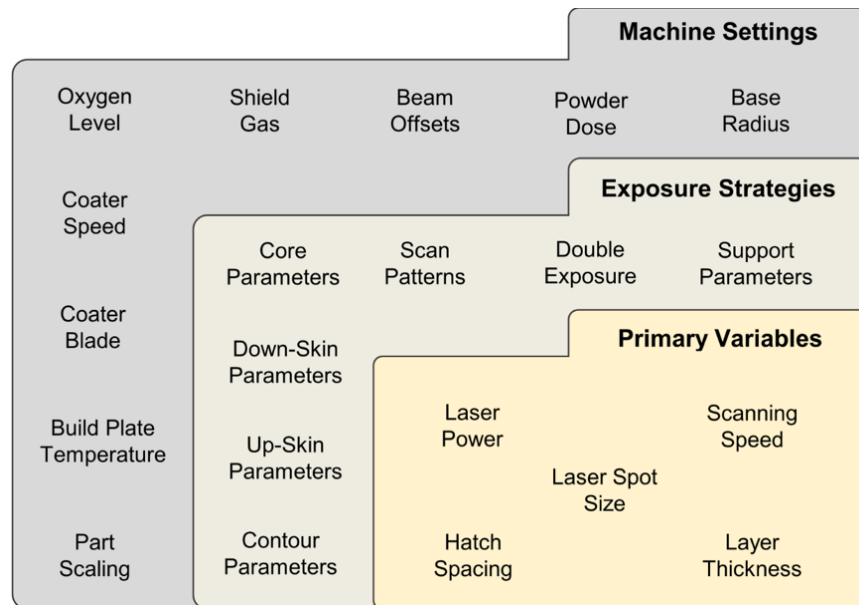 Machine Settings
Oxygen
Level
Shield
Gas
Beam
Offsets
Powder
Dose
Base
Radius
Coater
Speed
Coater
Blade
Build Plate
Temperature
Part
Scaling
Exposure Strategies
Core
Parameters
Scan
Patterns
Double
Exposure
Support
Parameters
Down-Skin
Parameters
Up-Skin
Parameters
Contour
Parameters
Primary Variables
Laser
Power
Scanning
Speed
Laser Spot
Size
Hatch
Spacing
Layer
Thickness